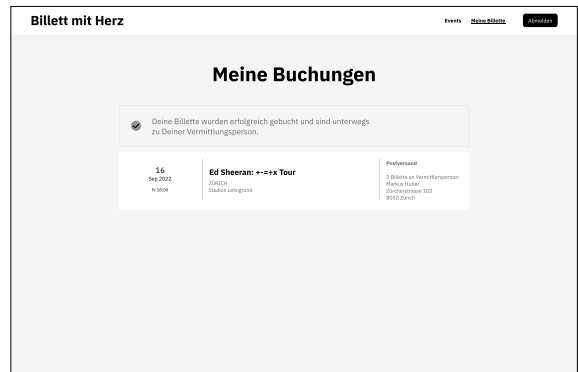 Billett mit Herz
Events
Meine Billette
Abmelden
Meine Buchungen
Deine Billette wurden erfolgreich gebucht und sind unterwegs
zu Deiner Vermittlungsperson.
16
Sep 2022
Fr 18:00
Ed Sheeran: +-=÷x Tour
ZÜRICH
Stadion Letzigrund
Postversand
2 Billette an Vermittlersperson:
Markus Huber
Zürcherstrasse 103
8050 Zürich